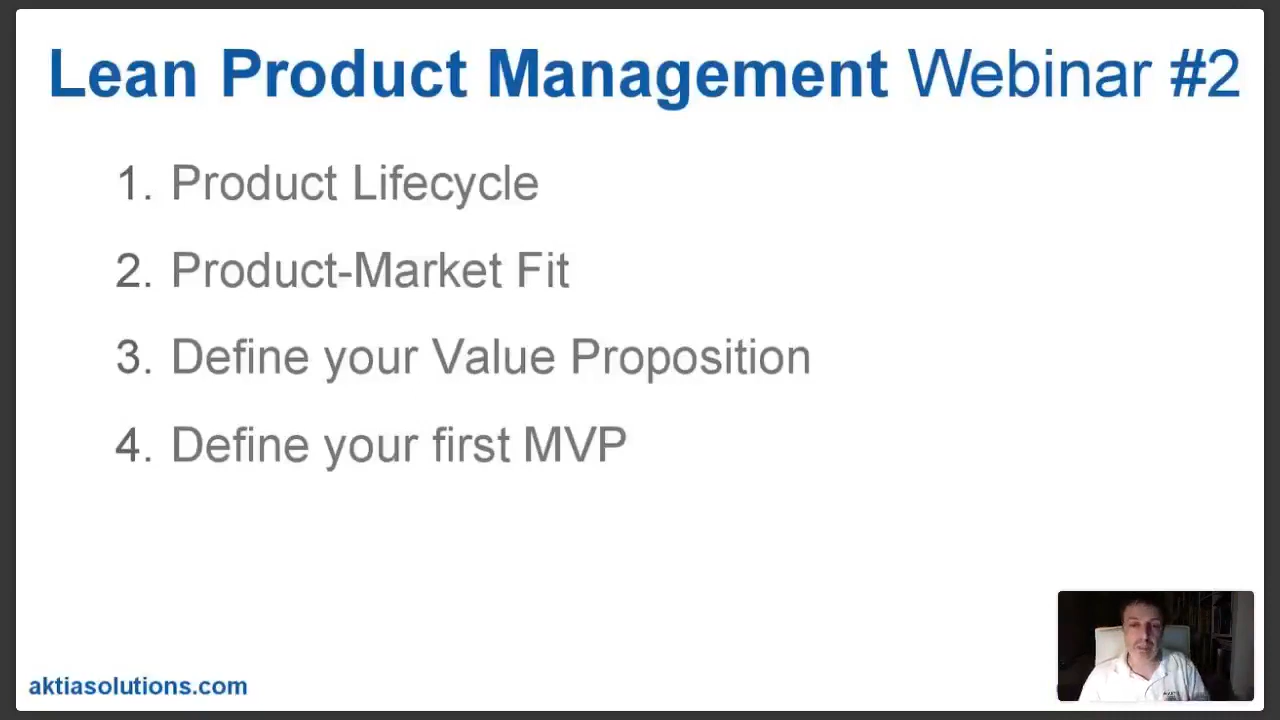 Lean Product Management Webinar #2
1. Product Lifecycle
2. Product-Market Fit
3. Define your Value Proposition
4. Define your first MVP
aktiasolutions.com